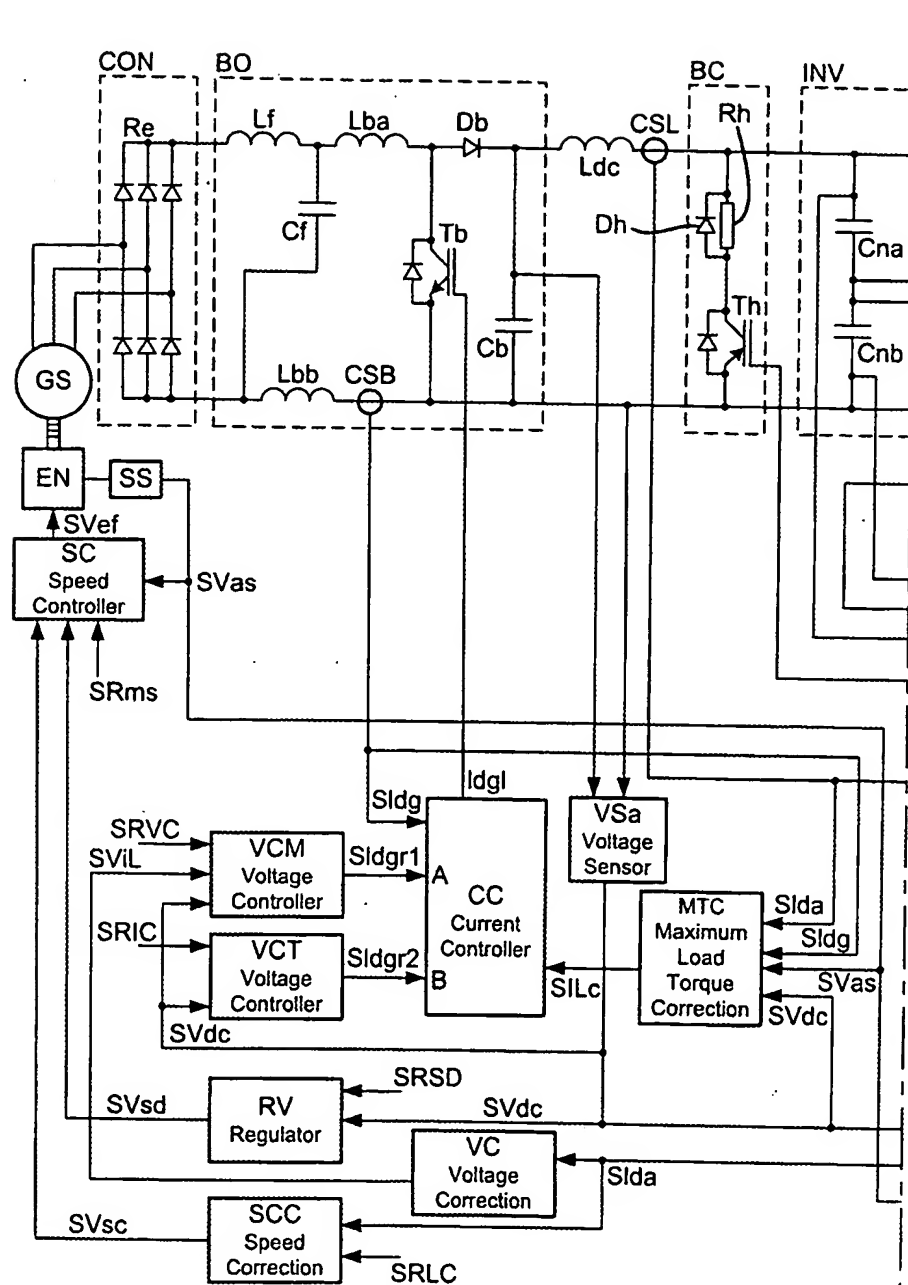 CON
BO
BC
INV
Re
Lf
Lba
Db
CSL
Rh
Ldc
Cf
Tb
Dh
Cna
Th
GS
Lbb
CSB
Cb
Cnb
EN
SS
SVef
SC
Speed
Controller
SVas
SRms
Idgl
SIdg
VSa
Voltage
Sensor
SRVC
SViL
VCM
Voltage
Controller
SIdgr1
A
CC
Current
Controller
MTC
Maximum
Load
Torque
Correction
SIda
SIdg
SVas
SVdc
SRIC
VCT
Voltage
Controller
SIdgr2
B
SILc
SVdc
SRSD
SVsd
RV
Regulator
SVdc
VC
Voltage
Correction
SIda
SVsc
SCC
Speed
Correction
SRLC